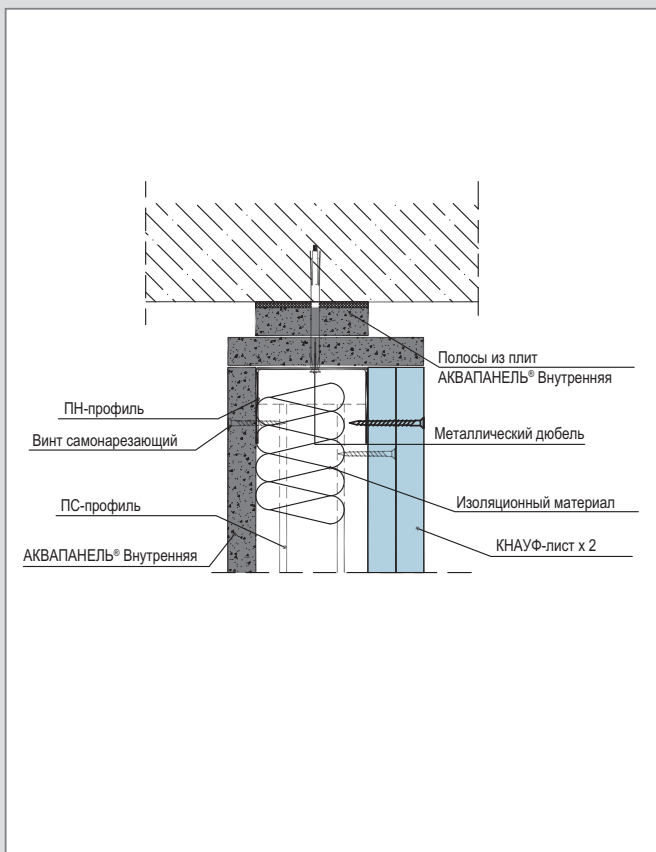 Полосы из плит
АКВАПАНЕЛЬ® Внутренняя
ПН-профиль
Металлический дюбель
Винт самонарезающий
Изоляционный материал
ПС-профиль
КНАУФ-лист x 2
АКВАПАНЕЛЬ® Внутренняя